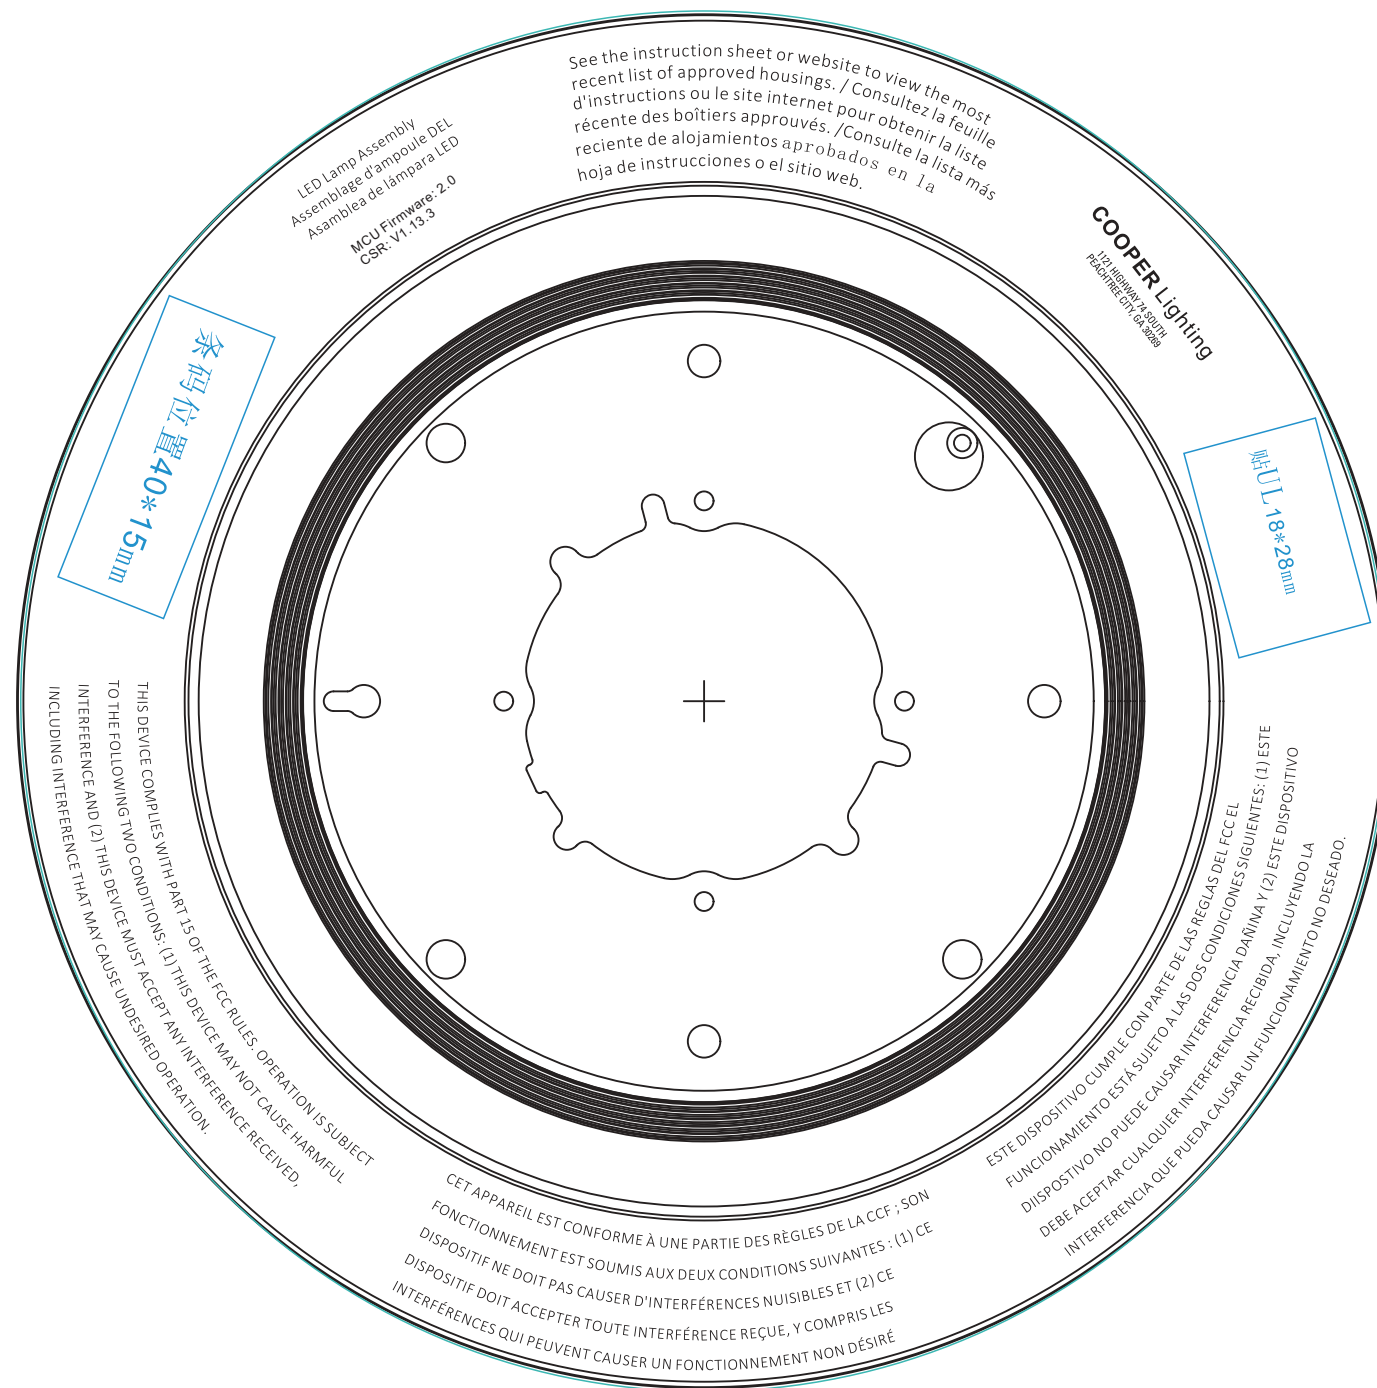 See the instruction sheet or website to view the most
recent list of approved housings. / Consultez la feuille
d'instructions ou le site internet pour obtenir la liste
récente des boîtiers approuvés. /Consulte la lista más
reciente de alojamientos aprobados en la
hoja de instrucciones o el sitio web.
LED Lamp Assembly
Assemblage d'ampoule DEL
Asamblea de lámpara LED
MCU Firmware: 2.0
CSR: V1.13.3
COOPER Lighting
1121 HIGHWAY 74 SOUTH
PEACHTREE CITY, GA 30269
条码位置40*15mm
贴UL 18*28mm
THIS DEVICE COMPLIES WITH PART 15 OF THE FCC RULES. OPERATION IS SUBJECT
TO THE FOLLOWING TWO CONDITIONS: (1) THIS DEVICE MAY NOT CAUSE HARMFUL
INTERFERENCE AND (2) THIS DEVICE MUST ACCEPT ANY INTERFERENCE RECEIVED,
INCLUDING INTERFERENCE THAT MAY CAUSE UNDESIRED OPERATION.
CET APPAREIL EST CONFORME À UNE PARTIE DES RÈGLES DE LA CCF ; SON
FONCTIONNEMENT EST SOUMIS AUX DEUX CONDITIONS SUIVANTES : (1) CE
DISPOSITIF NE DOIT PAS CAUSER D'INTERFÉRENCES NUISIBLES ET (2) CE
DISPOSITIF DOIT ACCEPTER TOUTE INTERFÉRENCE REÇUE, Y COMPRIS LES
INTERFÉRENCES QUI PEUVENT CAUSER UN FONCTIONNEMENT NON DÉSIRÉ
ESTE DISPOSITIVO CUMPLE CON PARTE DE LAS REGLAS DEL FCC EL
FUNCIONAMIENTO ESTÁ SUJETO A LAS DOS CONDICIONES SIGUIENTES: (1) ESTE
DIISPOSTIVO NO PUEDE CAUSAR INTERFERENCIA DAÑINA Y (2) ESTE DISPOSITIVO
DEBE ACEPTAR CUALQUIER INTERFERENCIA RECIBIDA, INCLUYENDO LA
INTERFERENCIA QUE PUEDA CAUSAR UN FUNCIONAMIENTO NO DESEADO.